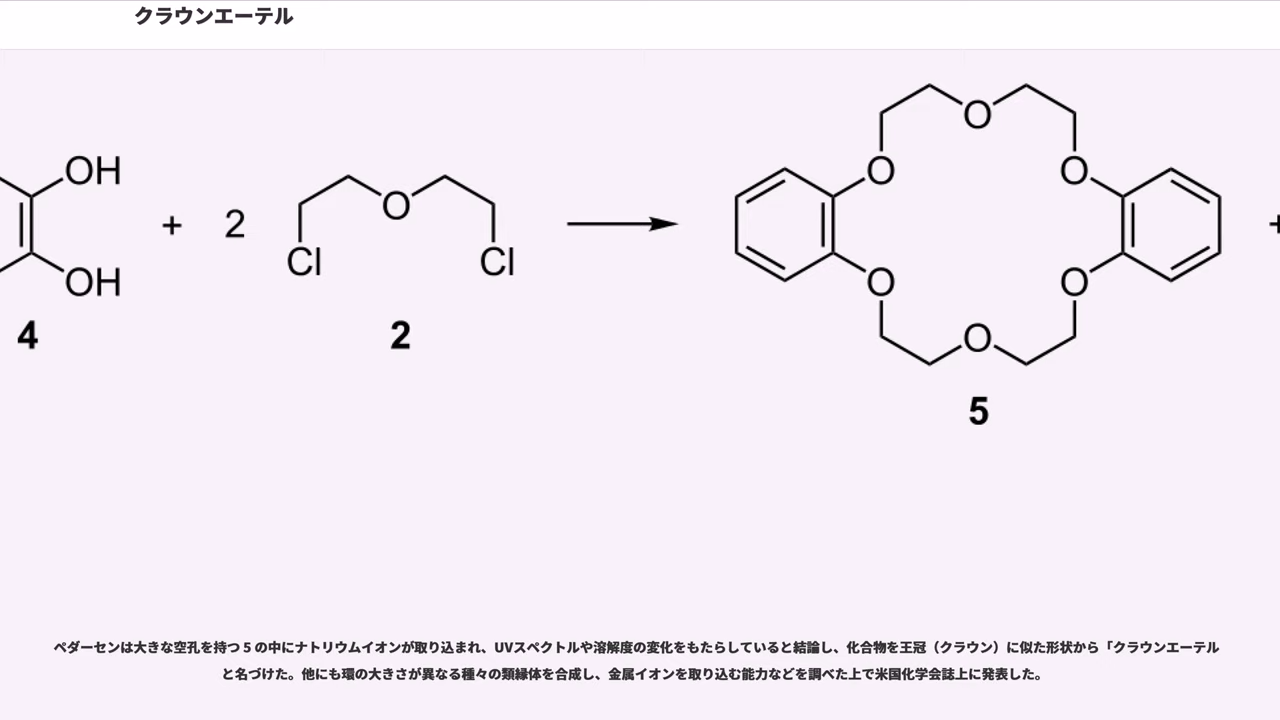 クラウンエーテル
OH
OH
4
+
2
O
Cl
Cl
2
O
O
O
O
O
O
5
+
ペダーセンは大きな空孔を持つ 5 の中にナトリウムイオンが取り込まれ、UVスペクトルや溶解度の変化をもたらしていると結論し、化合物を王冠（クラウン）に似た形状から「クラウンエーテル
と名づけた。他にも環の大きさが異なる種々の類縁体を合成し、金属イオンを取り込む能力などを調べた上で米国化学会誌上に発表した。